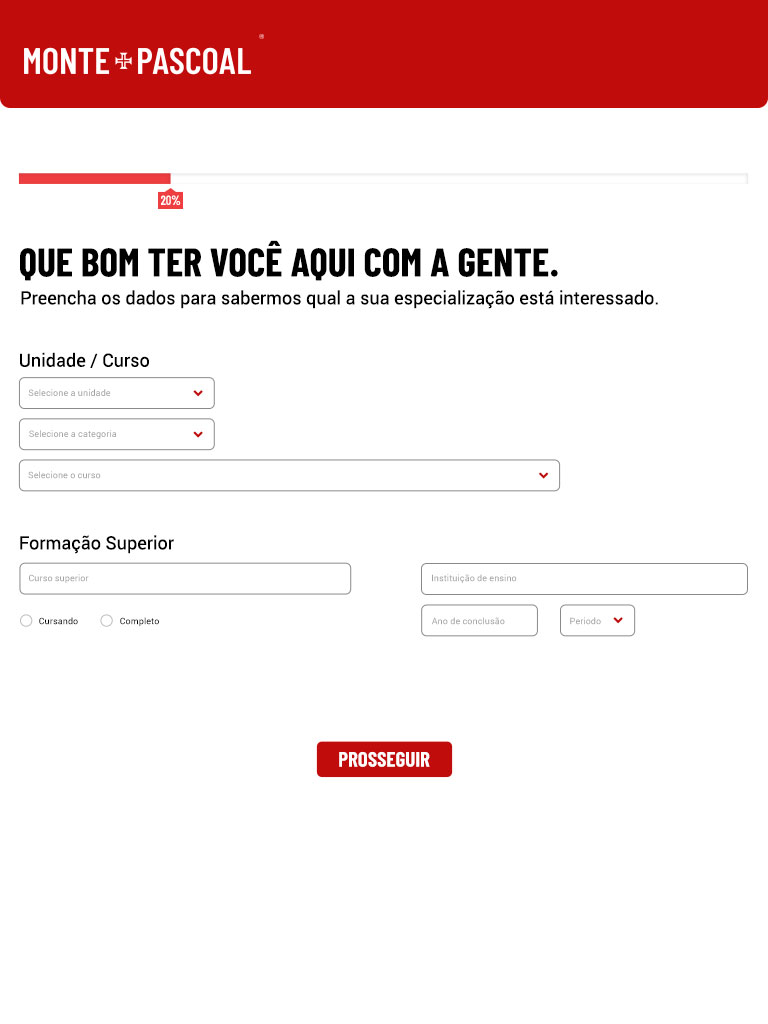 MONTE PASCOAL ®
20%
QUE BOM TER VOCÊ AQUI COM A GENTE.
Preencha os dados para sabermos qual a sua especialização está interessado.
Unidade / Curso
Selecione a unidade
Selecione a categoria
Selecione o curso
Formação Superior
Curso superior
Instituição de ensino
Cursando
Completo
Ano de conclusão
Periodo
PROSSEGUIR